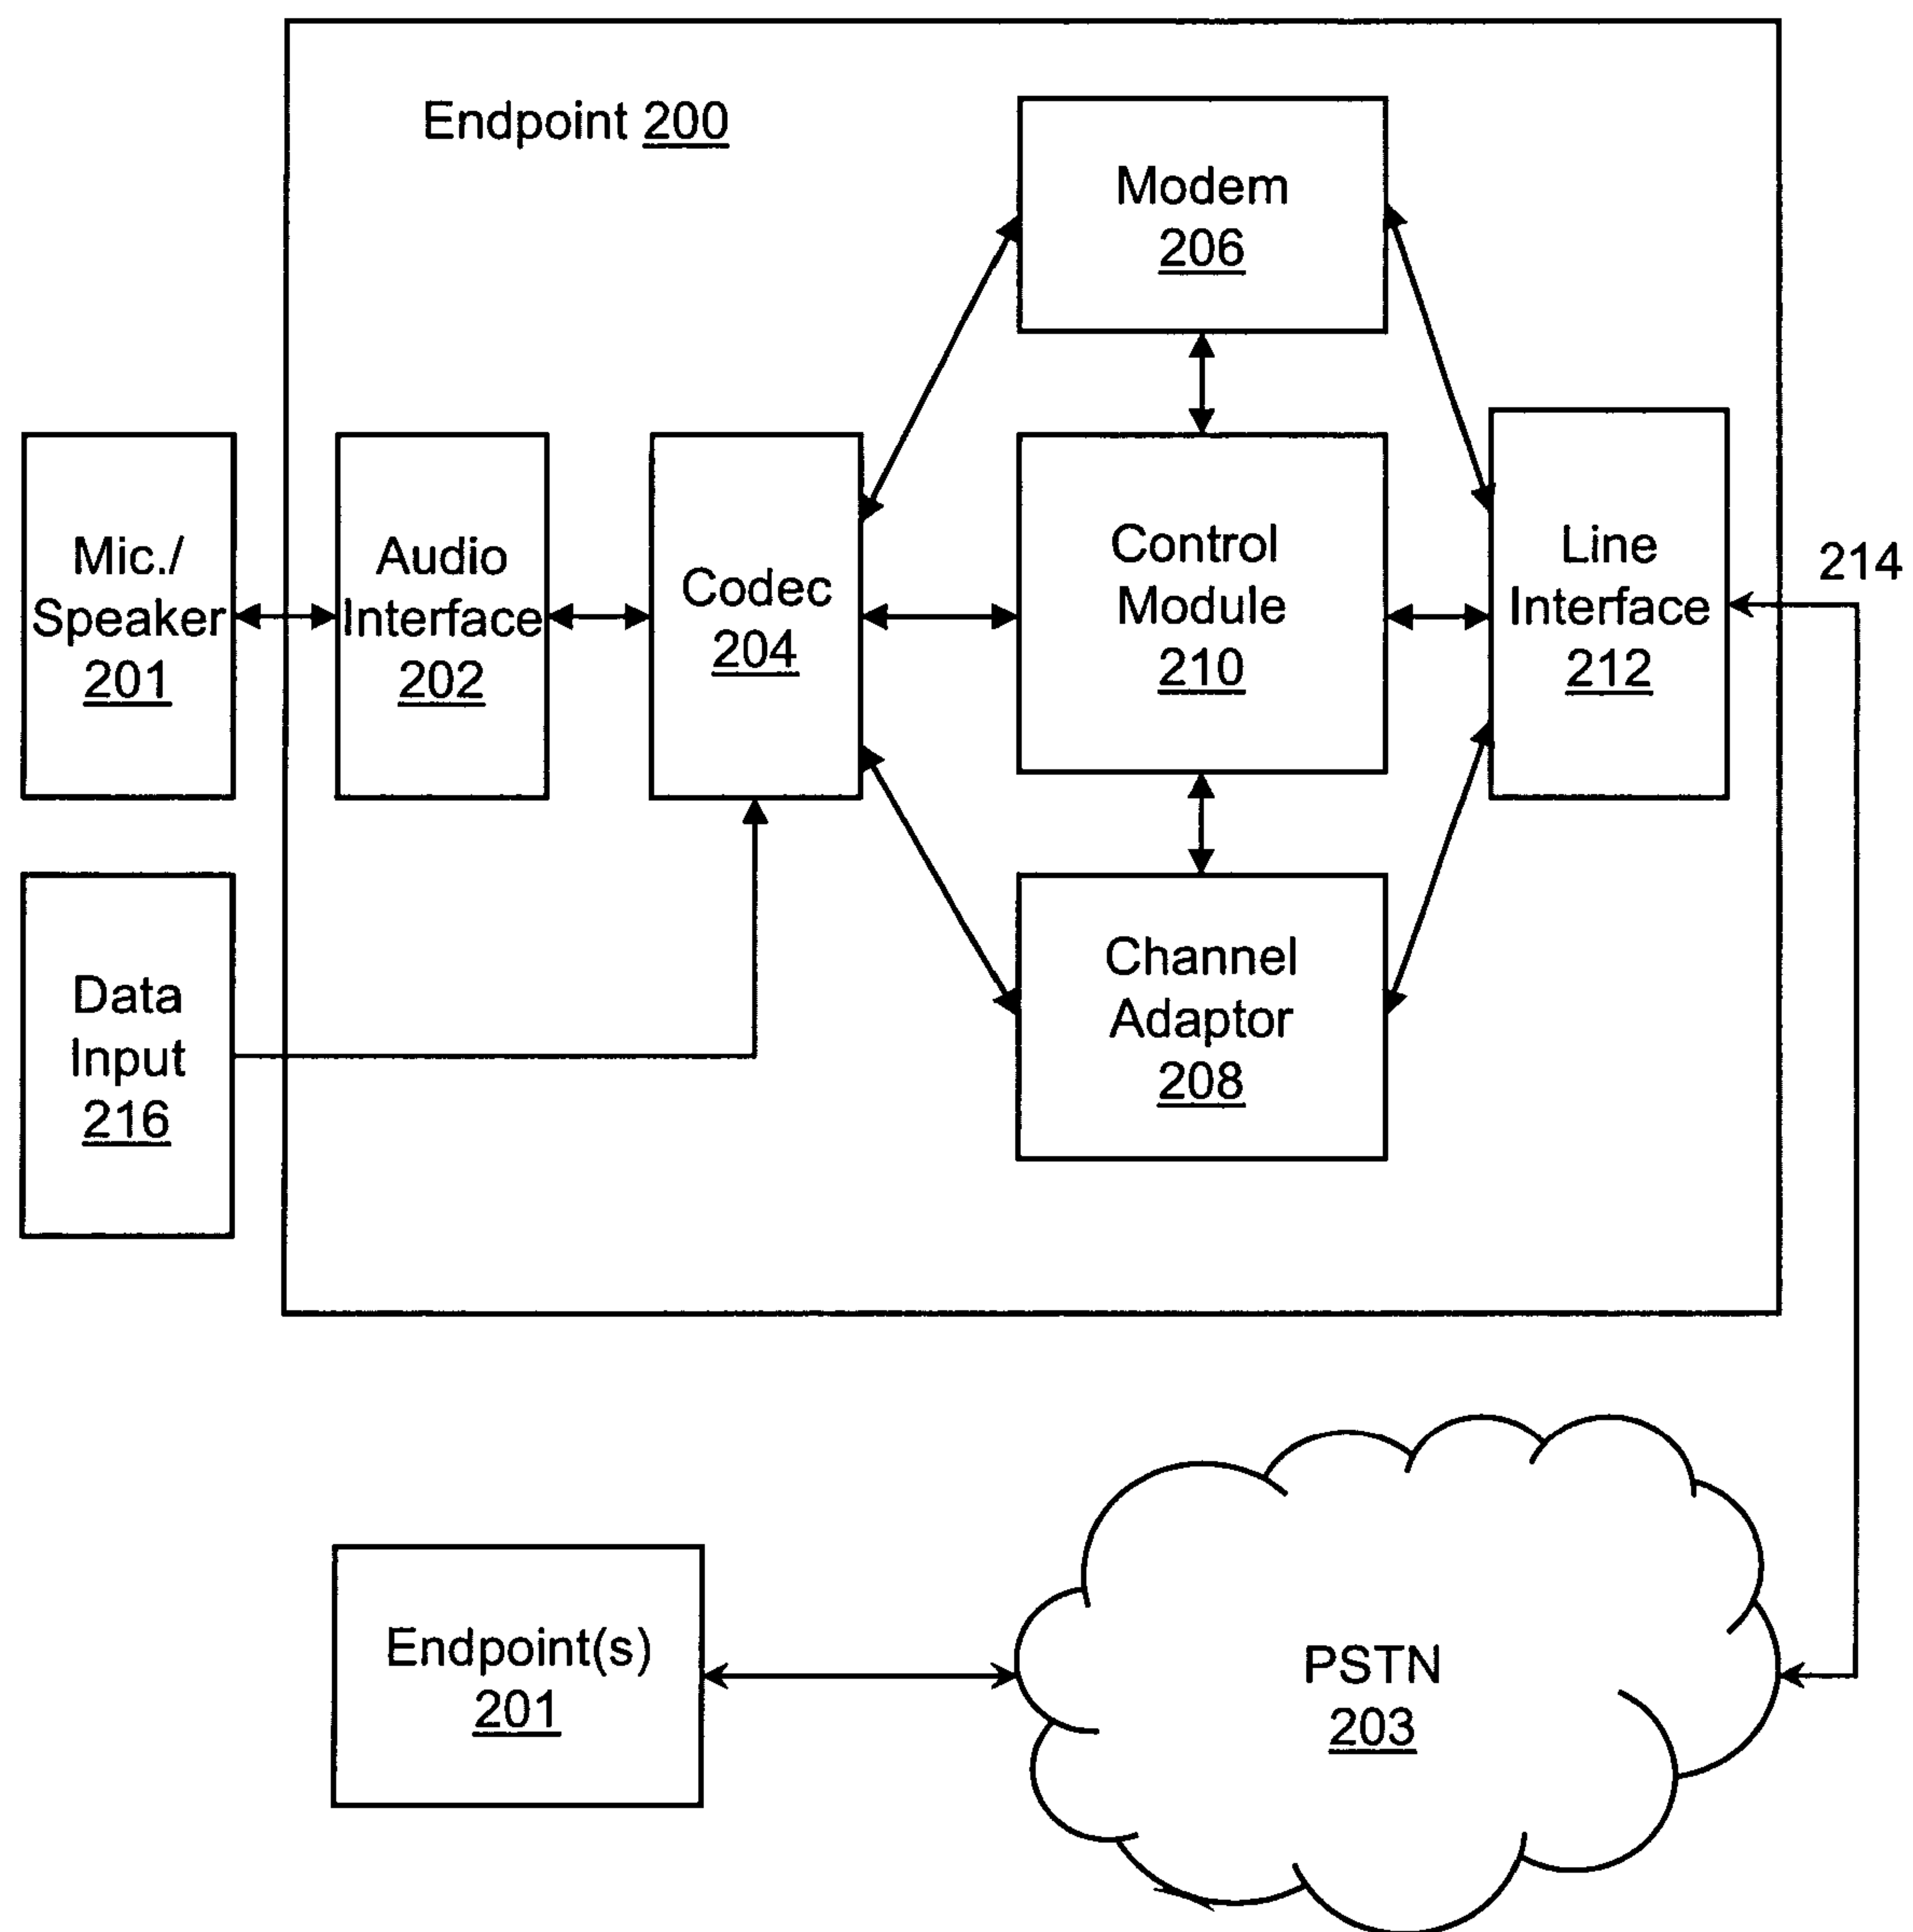 Endpoint 200
Modem
206
Mic./
Speaker
201
Audio
Interface
202
Codec
204
Control
Module
210
Line
Interface
212
214
Data
Input
216
Channel
Adaptor
208
Endpoint(s)
201
PSTN
203